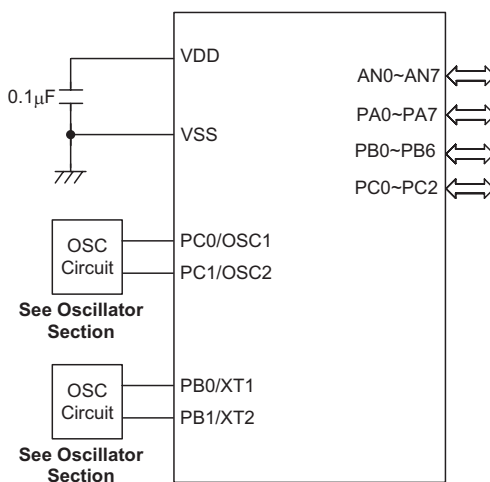 VDD
0.1μF
VSS
AN0~AN7
PA0~PA7
PB0~PB6
PC0~PC2
OSC
Circuit
PC0/OSC1
PC1/OSC2
See Oscillator
Section
OSC
Circuit
PB0/XT1
PB1/XT2
See Oscillator
Section